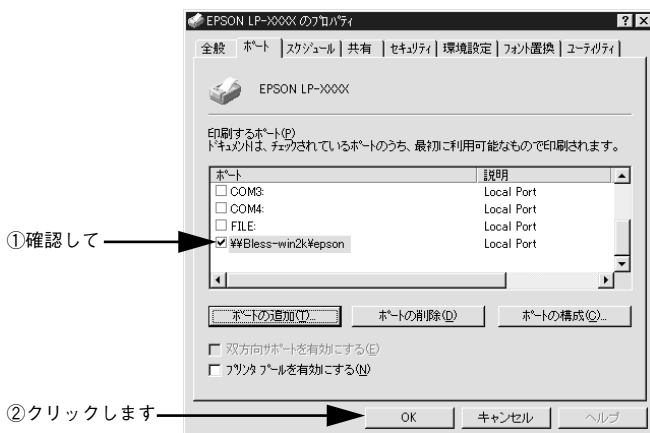 EPSON LP-XXXX のプロパティ
全般 ポート スケジュール 共有 セキュリティ 環境設定 フォント置換 ユーティリティ
EPSON LP-XXXX
印刷するポート(P)
ドキュメントは、チェックされているポートのうち、最初に利用可能なもので印刷されます。
ポート 説明
COM3: Local Port
COM4: Local Port
FILE: Local Port
①確認して
¥¥Bless-win2k¥epson Local Port
ポートの追加(T)... ポートの削除(D) ポートの構成(C)...
双方向サポートを有効にする(E)
プリンタ プールを有効にする(N)
②クリックします
OK キャンセル ヘルプ